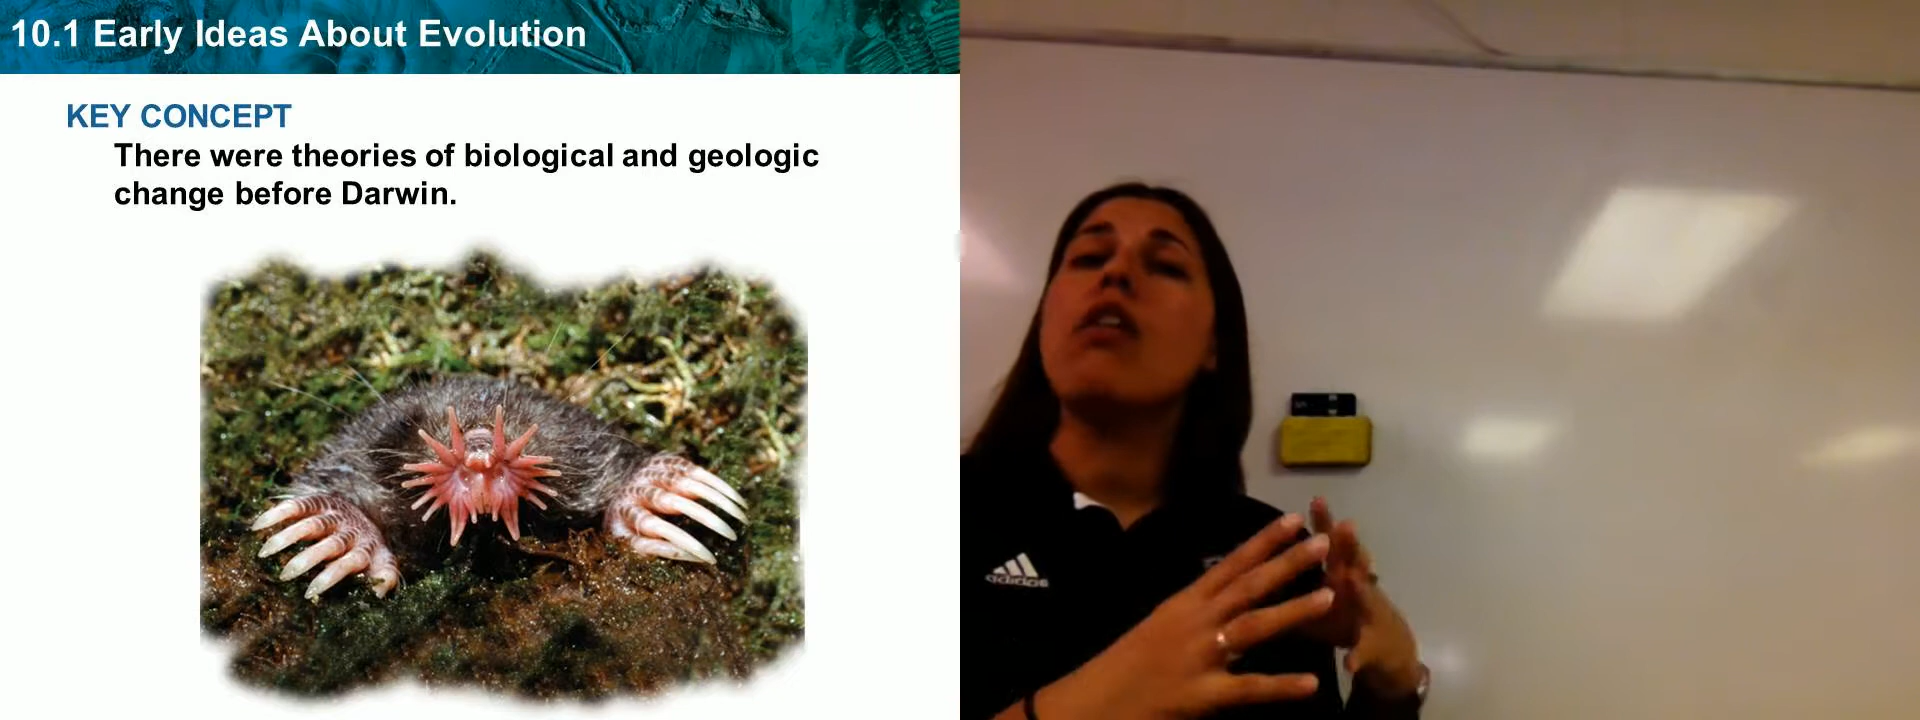 10.1 Early Ideas About Evolution
KEY CONCEPT
There were theories of biological and geologic
change before Darwin.
adidas